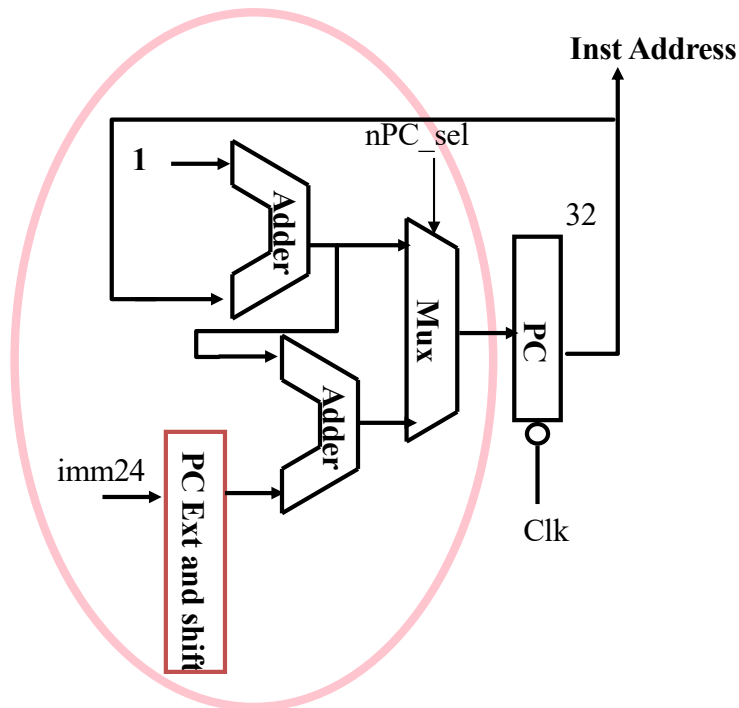 Inst Address
nPC_sel
1
Adder
32
Mux
PC
Adder
imm24
PC Ext and shift
Clk